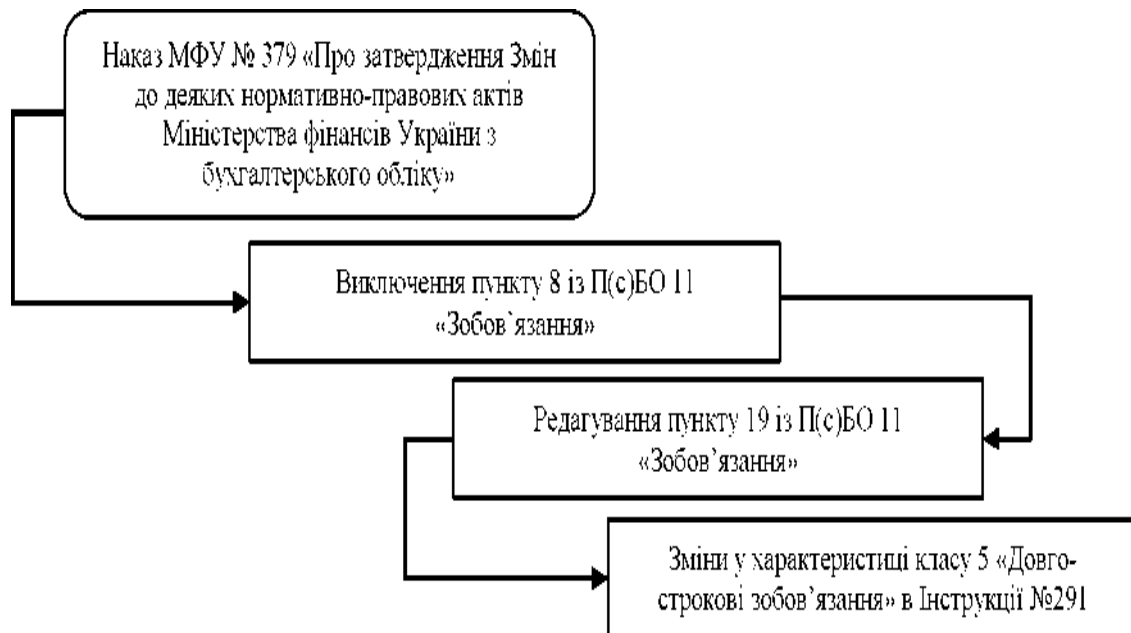 Наказ МФУ № 379 «Про затвердження Змін
до деяких нормативно-правових актів
Міністерства фінансів України з
бухгалтерського обліку»
Виключення пункту 8 із П(с)БО 11
«Зобов`язання»
Редагування пункту 19 із П(с)БО 11
«Зобов’язання»
Зміни у характеристиці класу 5 «Довго-
строкові зобов’язання» в Інструкції №291